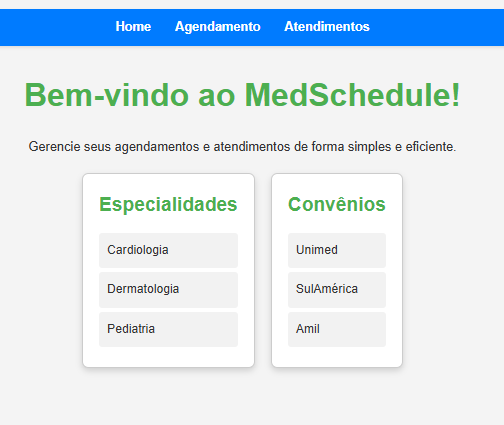 Home Agendamento Atendimentos
Bem-vindo ao MedSchedule!
Gerencie seus agendamentos e atendimentos de forma simples e eficiente.
Especialidades
Cardiologia
Dermatologia
Pediatria
Convênios
Unimed
SulAmérica
Amil